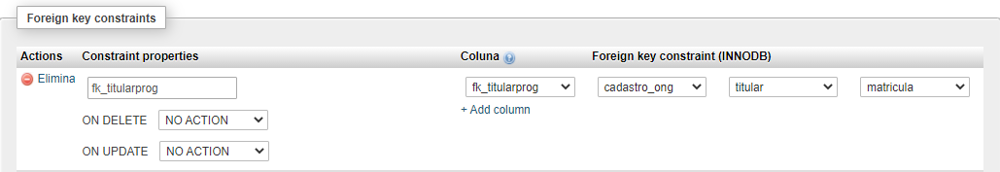 Foreign key constraints
Actions Constraint properties Coluna Foreign key constraint (INNODB)
Elimina fk_titularprog fk_titularprog cadastro_ong titular matricula
+ Add column
ON DELETE NO ACTION
ON UPDATE NO ACTION